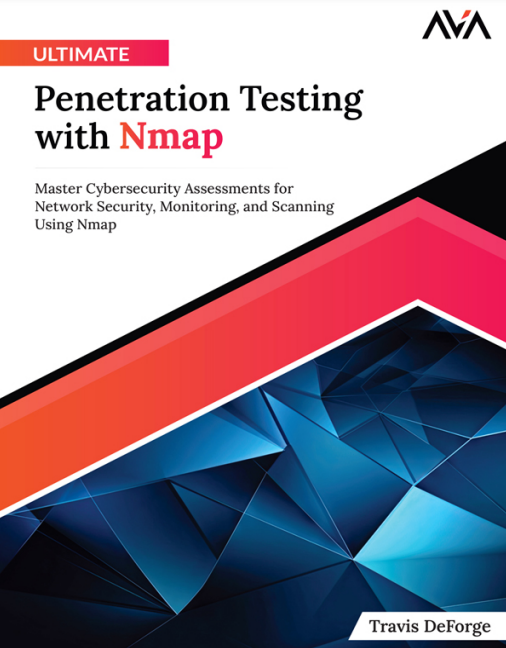 AVA
ULTIMATE
Penetration Testing
with Nmap
Master Cybersecurity Assessments for
Network Security, Monitoring, and Scanning
Using Nmap
Travis DeForge